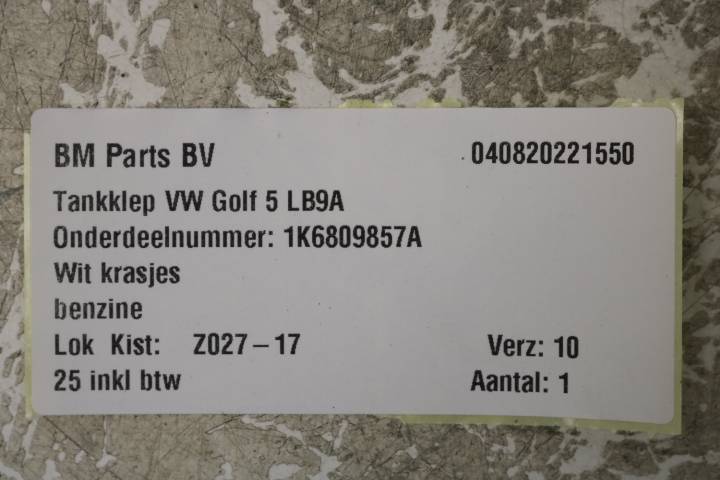 BM Parts BV 040820221550
Tankklep VW Golf 5 LB9A
Onderdeelnummer: 1K6809857A
Wit krasjes
benzine
Lok Kist: Z027-17 Verz: 10
25 inkl btw Aantal: 1